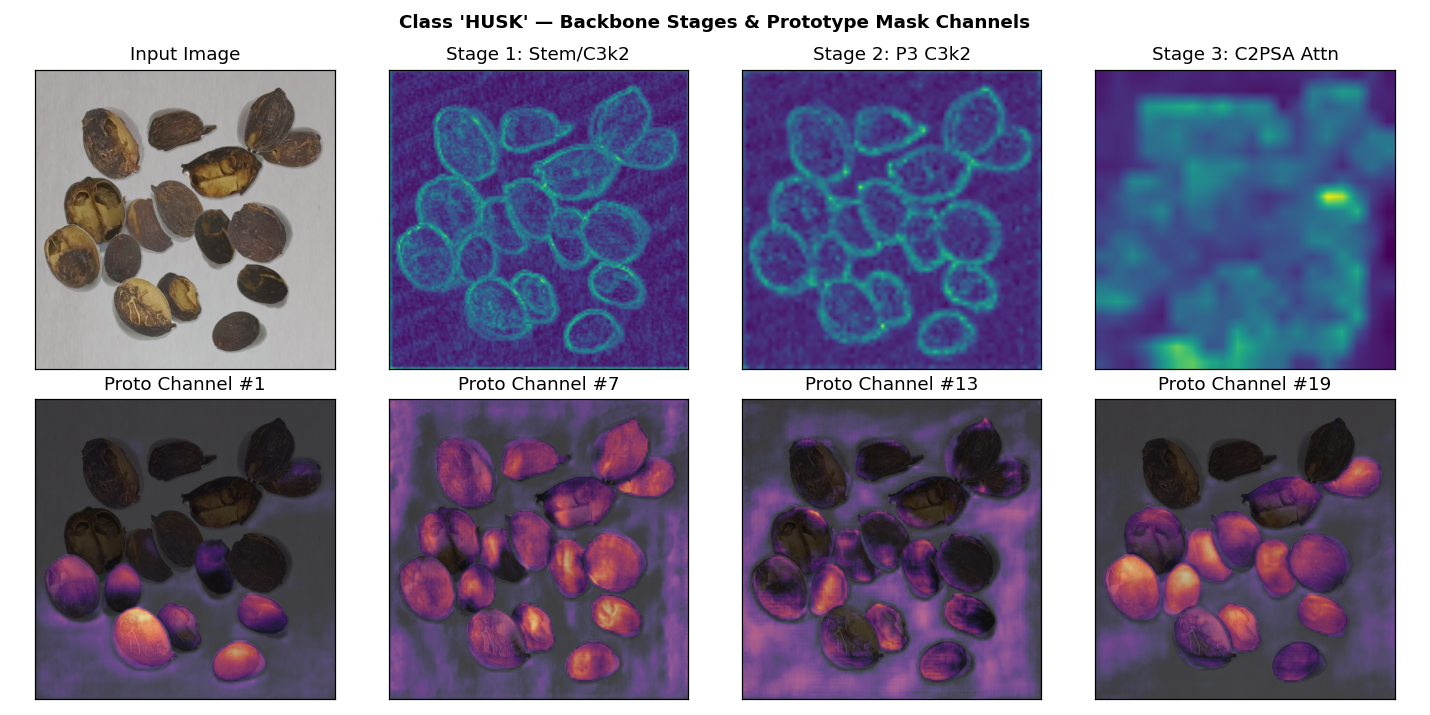 Class 'HUSK' — Backbone Stages & Prototype Mask Channels
Input Image
Stage 1: Stem/C3k2
Stage 2: P3 C3k2
Stage 3: C2PSA Attn
Proto Channel #1
Proto Channel #7
Proto Channel #13
Proto Channel #19